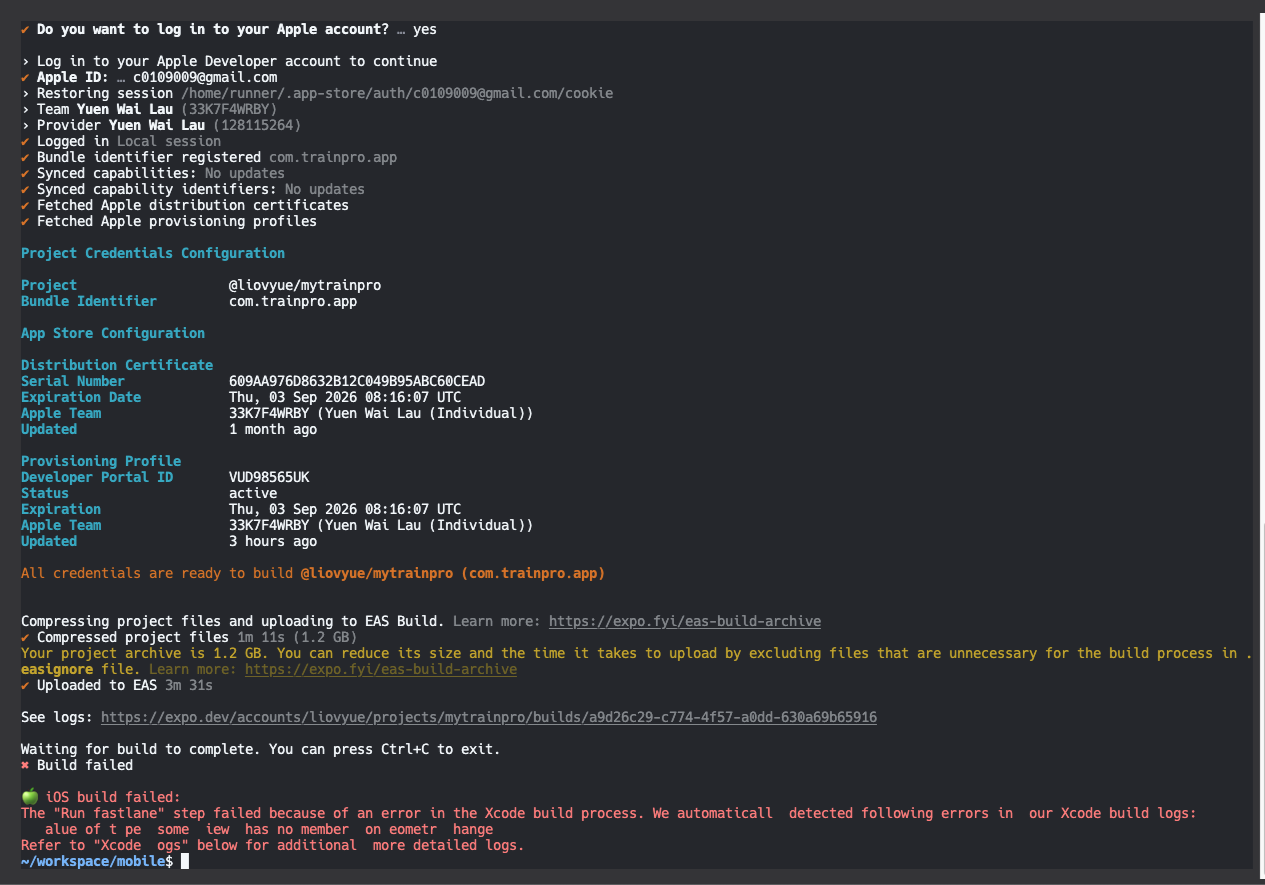 ✔ Do you want to log in to your Apple account? … yes
› Log in to your Apple Developer account to continue
✔ Apple ID: … c0109009@gmail.com
› Restoring session /home/runner/.app-store/auth/c0109009@gmail.com/cookie
› Team Yuen Wai Lau (33K7F4WRBY)
› Provider Yuen Wai Lau (128115264)
✔ Logged in Local session
✔ Bundle identifier registered com.trainpro.app
✔ Synced capabilities: No updates
✔ Synced capability identifiers: No updates
✔ Fetched Apple distribution certificates
✔ Fetched Apple provisioning profiles
Project Credentials Configuration
Project @liovyue/mytrainpro
Bundle Identifier com.trainpro.app
App Store Configuration
Distribution Certificate
Serial Number 609AA976D8632B12C049B95ABC60CEAD
Expiration Date Thu, 03 Sep 2026 08:16:07 UTC
Apple Team 33K7F4WRBY (Yuen Wai Lau (Individual))
Updated 1 month ago
Provisioning Profile
Developer Portal ID VUD98565UK
Status active
Expiration Thu, 03 Sep 2026 08:16:07 UTC
Apple Team 33K7F4WRBY (Yuen Wai Lau (Individual))
Updated 3 hours ago
All credentials are ready to build @liovyue/mytrainpro (com.trainpro.app)
Compressing project files and uploading to EAS Build. Learn more: https://expo.fyi/eas-build-archive
✔ Compressed project files 1m 11s (1.2 GB)
Your project archive is 1.2 GB. You can reduce its size and the time it takes to upload by excluding files that are unnecessary for the build process in .
easignore file. Learn more: https://expo.fyi/eas-build-archive
✔ Uploaded to EAS 3m 31s
See logs: https://expo.dev/accounts/liovyue/projects/mytrainpro/builds/a9d26c29-c774-4f57-a0dd-630a69b65916
Waiting for build to complete. You can press Ctrl+C to exit.
✖ Build failed
🍏 iOS build failed:
The "Run fastlane" step failed because of an error in the Xcode build process. We automaticall  detected following errors in  our Xcode build logs:
alue of t pe  some  iew  has no member  on eometr  hange
Refer to "Xcode  ogs" below for additional  more detailed logs.
~/workspace/mobile$